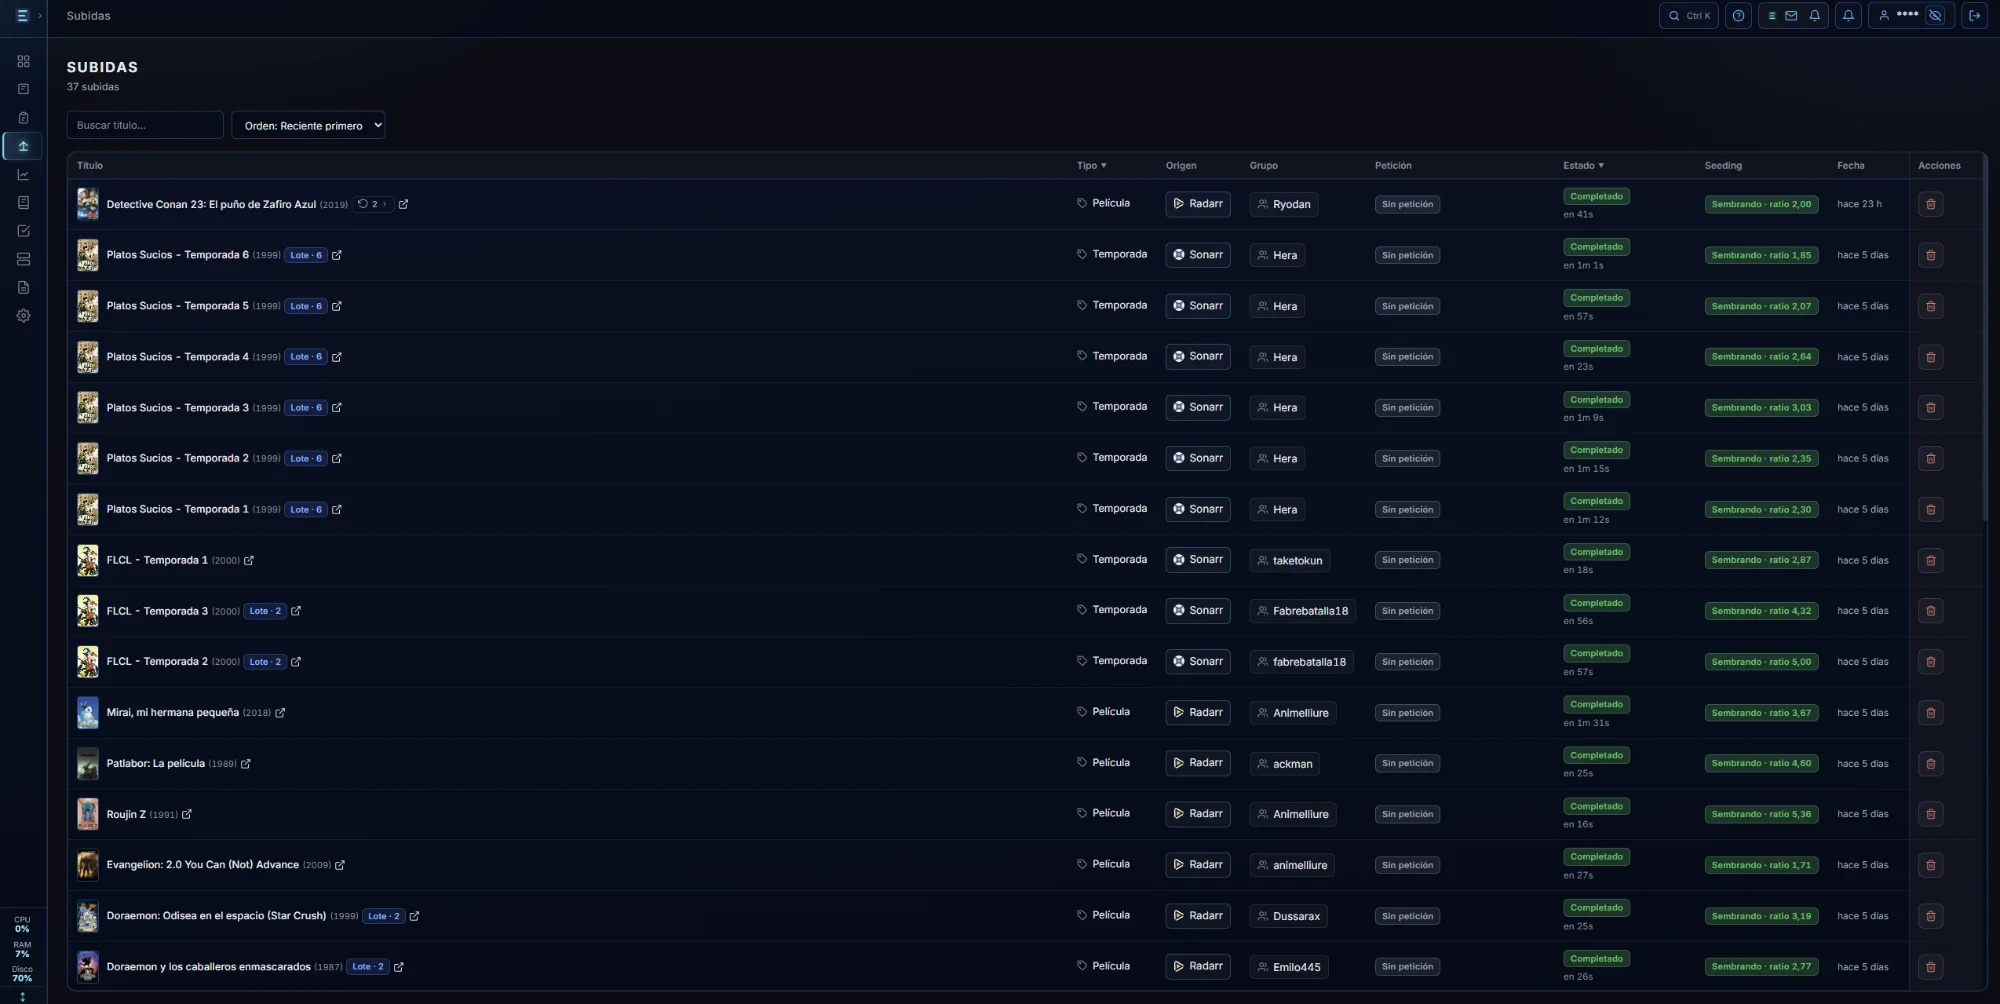 Subidas
Ctrl K
****
SUBIDAS
37 subidas
Buscar título...
Orden: Reciente primero
Título Tipo ▼ Origen Grupo Petición Estado ▼ Seeding Fecha Acciones
Detective Conan 23: El puño de Zafiro Azul (2019) 2 › Película Radarr Ryodan Sin petición Completado en 41s Sembrando · ratio 2,00 hace 23 h
Platos Sucios - Temporada 6 (1999) Lote · 6 Temporada Sonarr Hera Sin petición Completado en 1m 1s Sembrando · ratio 1,85 hace 5 días
Platos Sucios - Temporada 5 (1999) Lote · 6 Temporada Sonarr Hera Sin petición Completado en 57s Sembrando · ratio 2,07 hace 5 días
Platos Sucios - Temporada 4 (1999) Lote · 6 Temporada Sonarr Hera Sin petición Completado en 23s Sembrando · ratio 2,64 hace 5 días
Platos Sucios - Temporada 3 (1999) Lote · 6 Temporada Sonarr Hera Sin petición Completado en 1m 9s Sembrando · ratio 3,03 hace 5 días
Platos Sucios - Temporada 2 (1999) Lote · 6 Temporada Sonarr Hera Sin petición Completado en 1m 15s Sembrando · ratio 2,35 hace 5 días
Platos Sucios - Temporada 1 (1999) Lote · 6 Temporada Sonarr Hera Sin petición Completado en 1m 12s Sembrando · ratio 2,30 hace 5 días
FLCL - Temporada 1 (2000) Temporada Sonarr taketokun Sin petición Completado en 18s Sembrando · ratio 2,87 hace 5 días
FLCL - Temporada 3 (2000) Lote · 2 Temporada Sonarr Fabrebatalla18 Sin petición Completado en 56s Sembrando · ratio 4,32 hace 5 días
FLCL - Temporada 2 (2000) Lote · 2 Temporada Sonarr fabrebatalla18 Sin petición Completado en 57s Sembrando · ratio 5,00 hace 5 días
Mirai, mi hermana pequeña (2018) Película Radarr Animelliure Sin petición Completado en 1m 31s Sembrando · ratio 3,67 hace 5 días
Patlabor: La película (1989) Película Radarr ackman Sin petición Completado en 25s Sembrando · ratio 4,60 hace 5 días
Roujin Z (1991) Película Radarr Animelliure Sin petición Completado en 16s Sembrando · ratio 5,36 hace 5 días
Evangelion: 2.0 You Can (Not) Advance (2009) Película Radarr animelliure Sin petición Completado en 27s Sembrando · ratio 1,71 hace 5 días
Doraemon: Odisea en el espacio (Star Crush) (1999) Lote · 2 Película Radarr Dussarax Sin petición Completado en 25s Sembrando · ratio 3,19 hace 5 días
Doraemon y los caballeros enmascarados (1987) Lote · 2 Película Radarr Emilo445 Sin petición Completado en 26s Sembrando · ratio 2,77 hace 5 días
CPU
0%
RAM
7%
Disco
70%